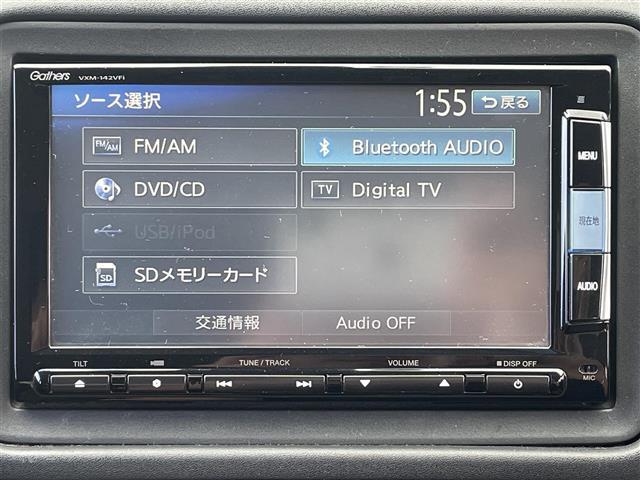 Gathers VXM-142VFi
ソース選択 1:55 戻る
FM/AM FM/AM Bluetooth AUDIO
DVD/CD TV Digital TV
USB/iPod
SD SDメモリーカード
交通情報 Audio OFF
MENU
現在地
AUDIO
TILT TUNE / TRACK VOLUME DISP OFF
MIC